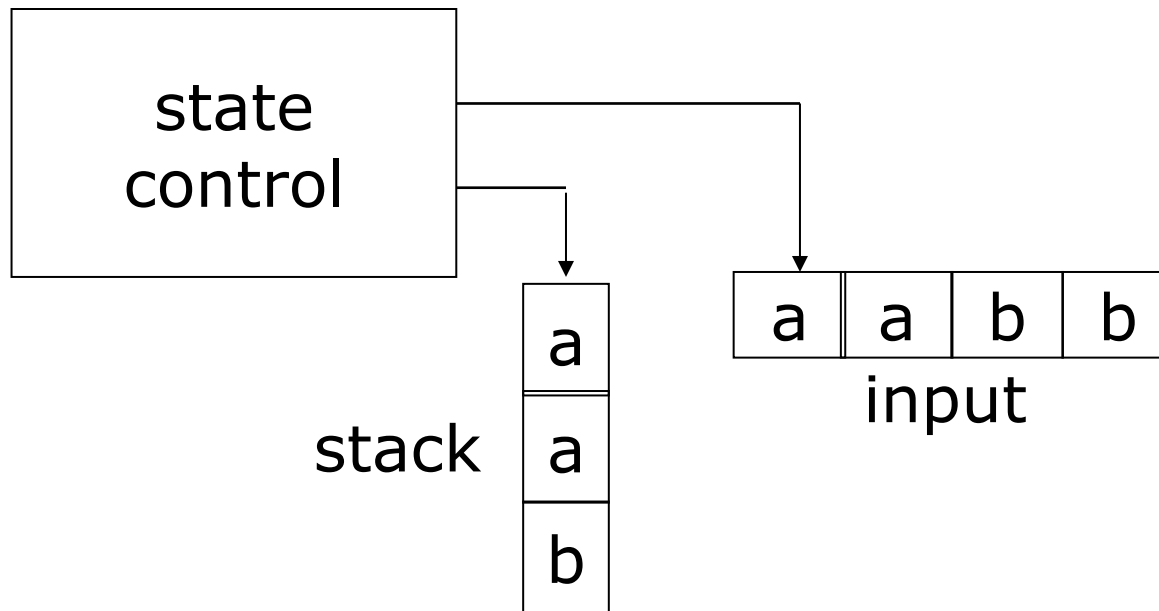 state
control
a a b b
input
a
stack a
b